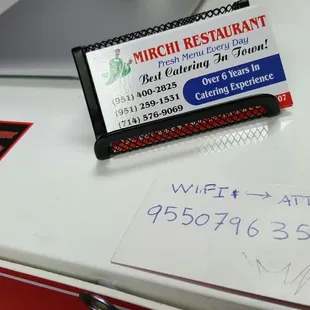 MIRCHI RESTAURANT
Fresh Menu Every Day
Best Catering In Town!
(951) 400-2825
(951) 259-1531
(714) 576-9069
Over 6 Years In
Catering Experience
07
WiFi → ATT
955079635